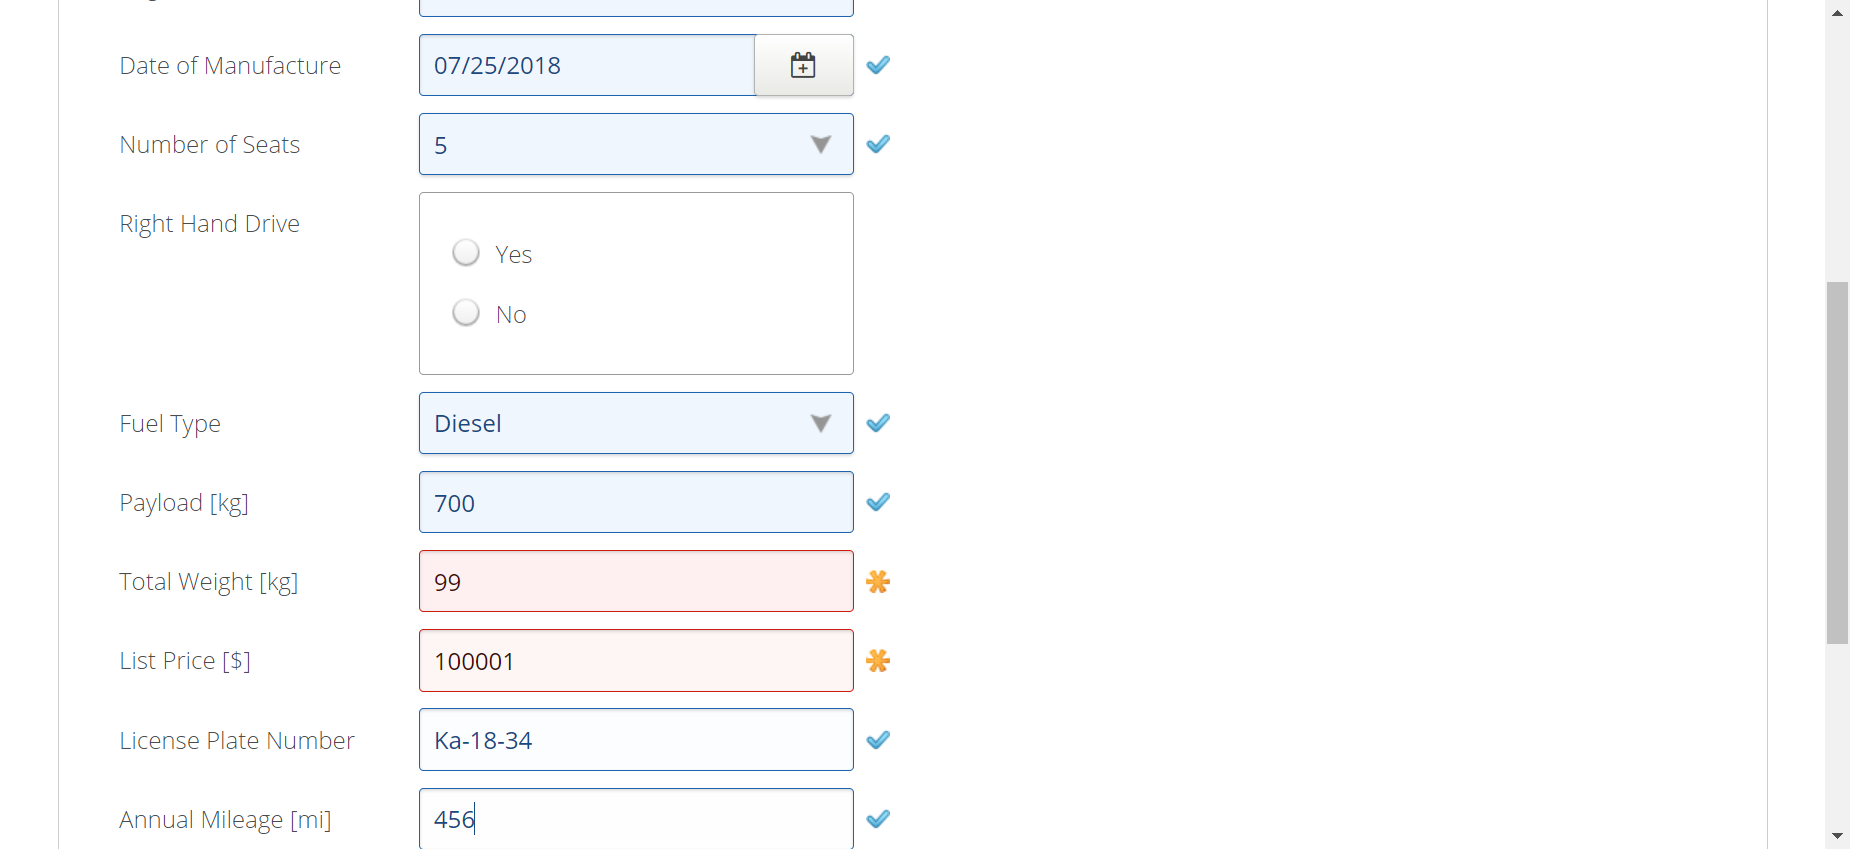 Date of Manufacture 07/25/2018
Number of Seats 5
Right Hand Drive
Yes
No
Fuel Type Diesel
Payload [kg] 700
Total Weight [kg] 99
List Price [$] 100001
License Plate Number Ka-18-34
Annual Mileage [mi] 456